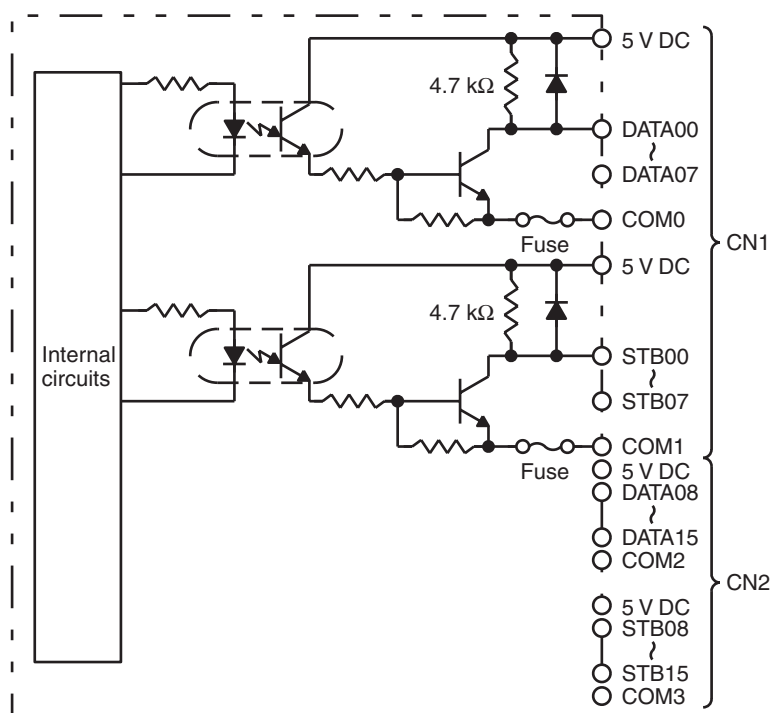 5 V DC
4.7 kΩ
DATA00
~
DATA07
COM0
Fuse
CN1
5 V DC
4.7 kΩ
Internal
circuits
STB00
~
STB07
COM1
Fuse
5 V DC
DATA08
~
DATA15
COM2
CN2
5 V DC
STB08
~
STB15
COM3